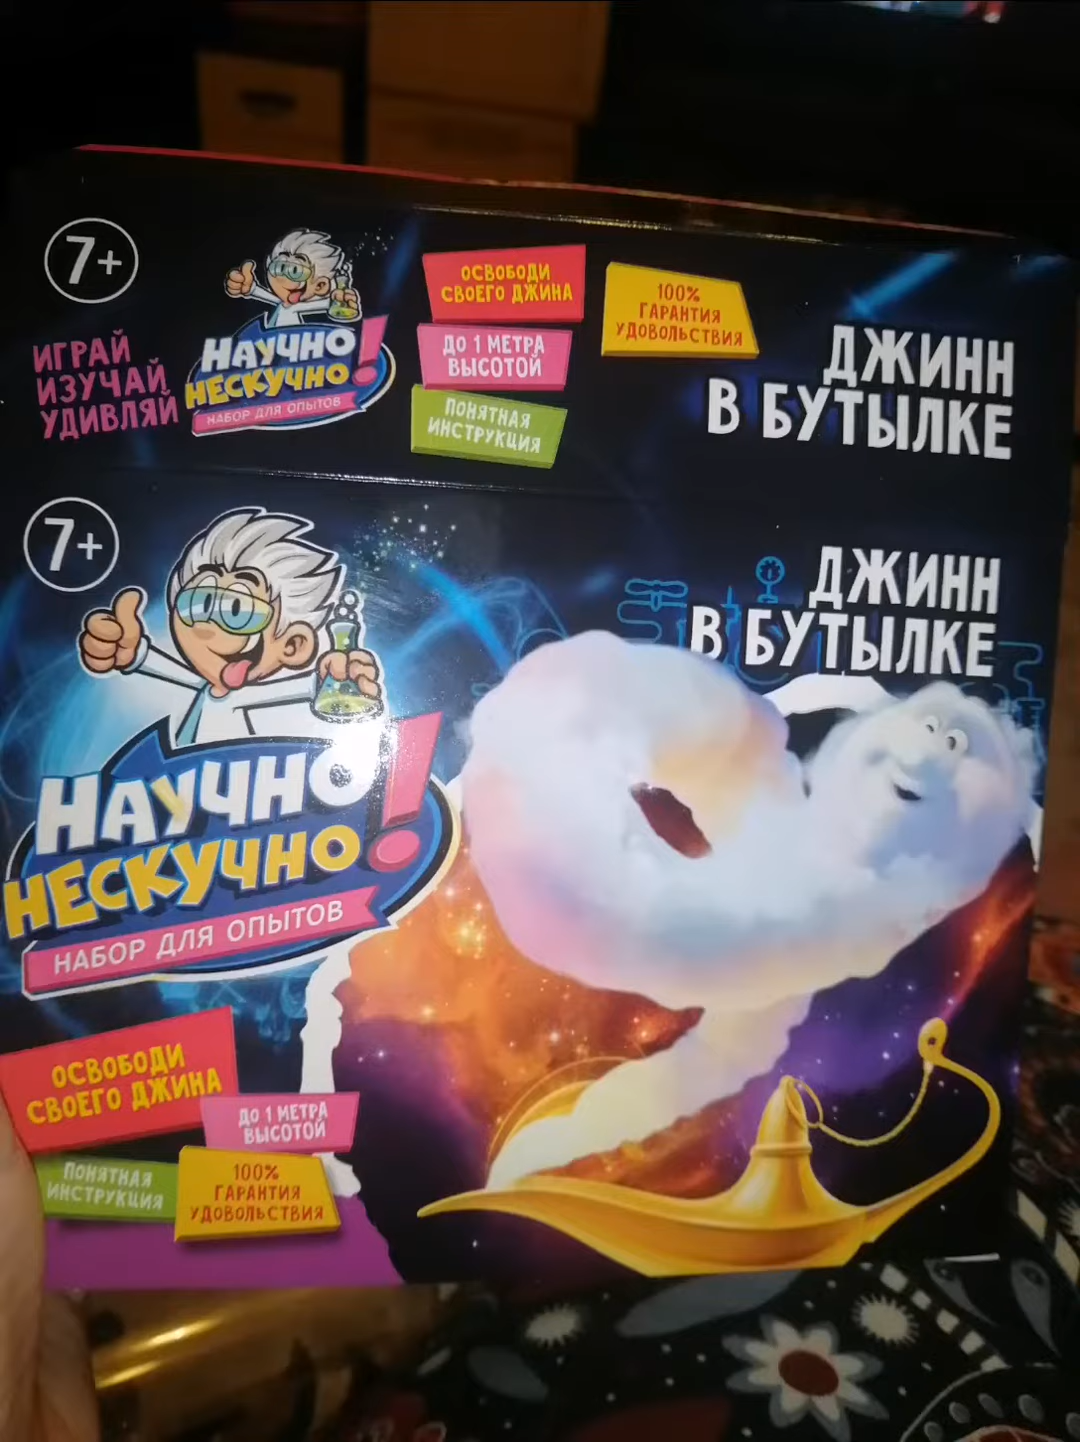 7+
ИГРАЙ
ИЗУЧАЙ
УДИВЛЯЙ
НАУЧНО
НЕСКУЧНО!
НАБОР ДЛЯ ОПЫТОВ
ОСВОБОДИ
СВОЕГО ДЖИНА
ДО 1 МЕТРА
ВЫСОТОЙ
ПОНЯТНАЯ
ИНСТРУКЦИЯ
100%
ГАРАНТИЯ
УДОВОЛЬСТВИЯ
ДЖИНН
В БУТЫЛКЕ
7+
ДЖИНН
В БУТЫЛКЕ
НАУЧНО
НЕСКУЧНО!
НАБОР ДЛЯ ОПЫТОВ
ОСВОБОДИ
СВОЕГО ДЖИНА
ДО 1 МЕТРА
ВЫСОТОЙ
ПОНЯТНАЯ
ИНСТРУКЦИЯ
100%
ГАРАНТИЯ
УДОВОЛЬСТВИЯ